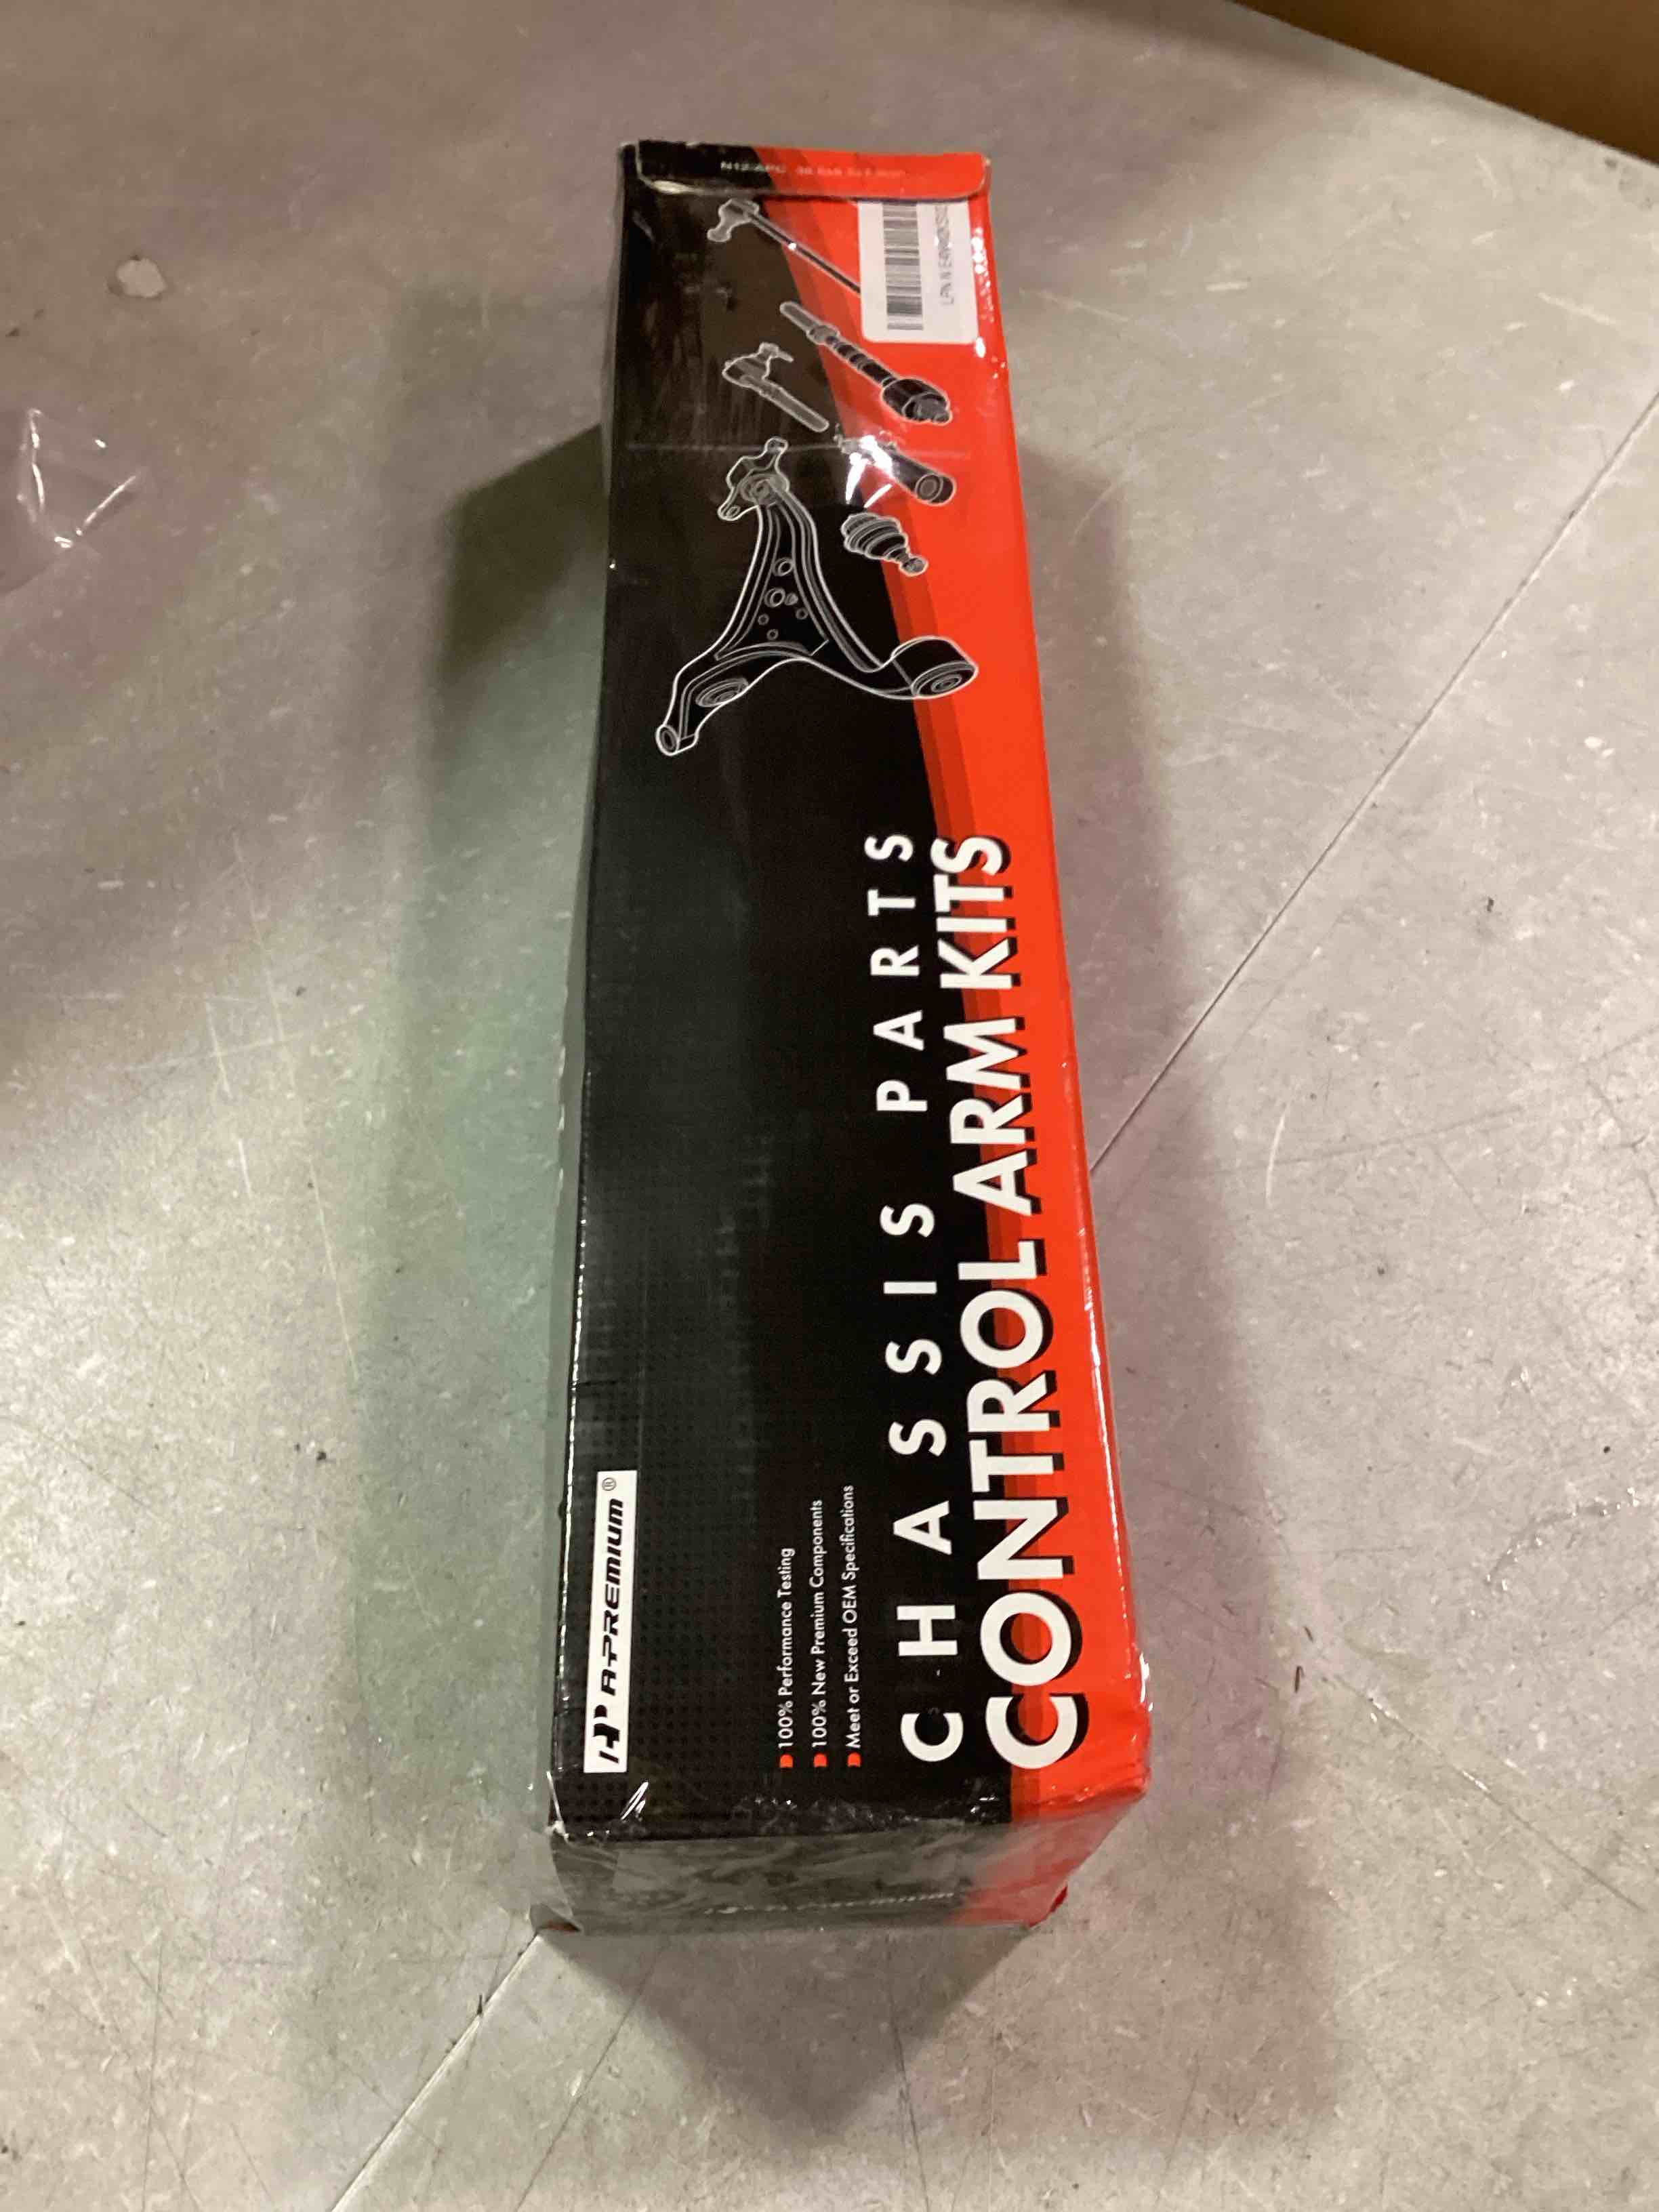 A-PREMIUM®
100% Performance Testing
100% New Premium Components
Meet or Exceed OEM Specifications
CHASSIS PARTS
CONTROL ARM KITS